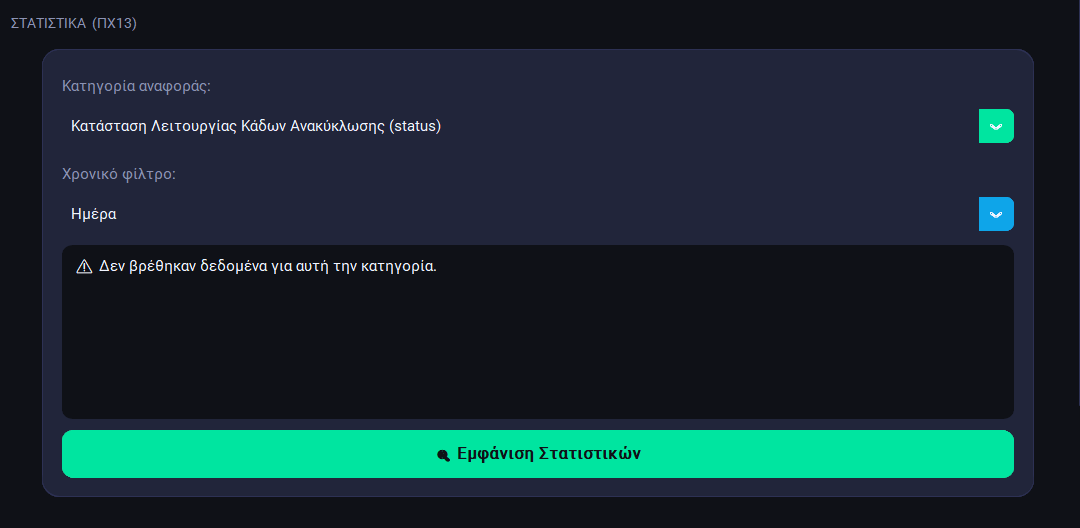 ΣΤΑΤΙΣΤΙΚΑ (ΠΧ13)
Κατηγορία αναφοράς:
Κατάσταση Λειτουργίας Κάδων Ανακύκλωσης (status)
Χρονικό φίλτρο:
Ημέρα
⚠ Δεν βρέθηκαν δεδομένα για αυτή την κατηγορία.
🔍 Εμφάνιση Στατιστικών